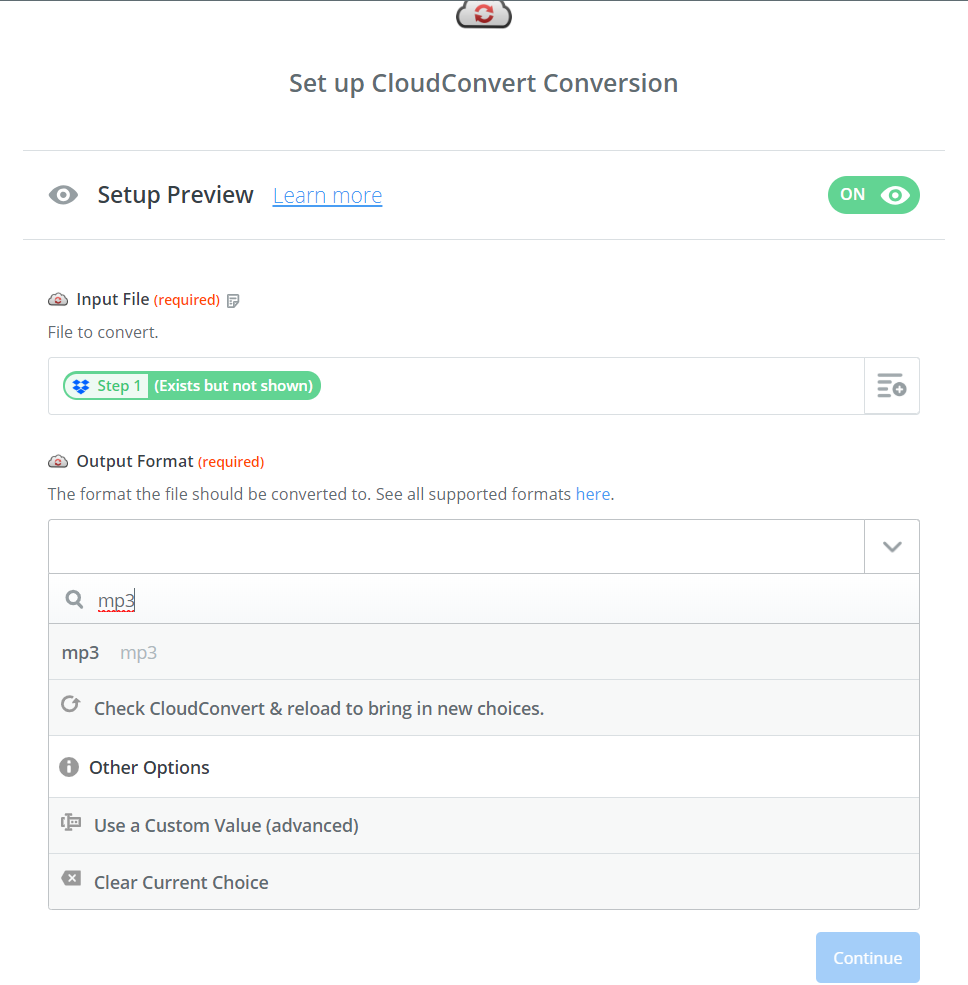 Set up CloudConvert Conversion
Setup Preview Learn more ON
Input File (required)
File to convert.
Step 1 (Exists but not shown)
Output Format (required)
The format the file should be converted to. See all supported formats here.
mp3
mp3 mp3
Check CloudConvert & reload to bring in new choices.
Other Options
Use a Custom Value (advanced)
Clear Current Choice
Continue